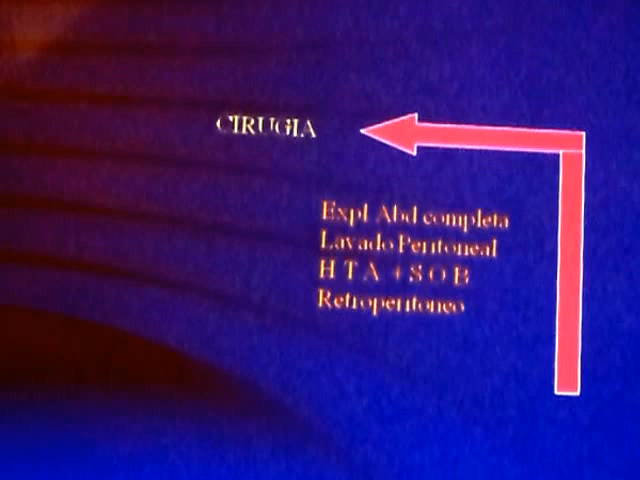 CIRUGIA
Expl Abd completa
Lavado Peritoneal
H T A + S O B
Retroperitoneo